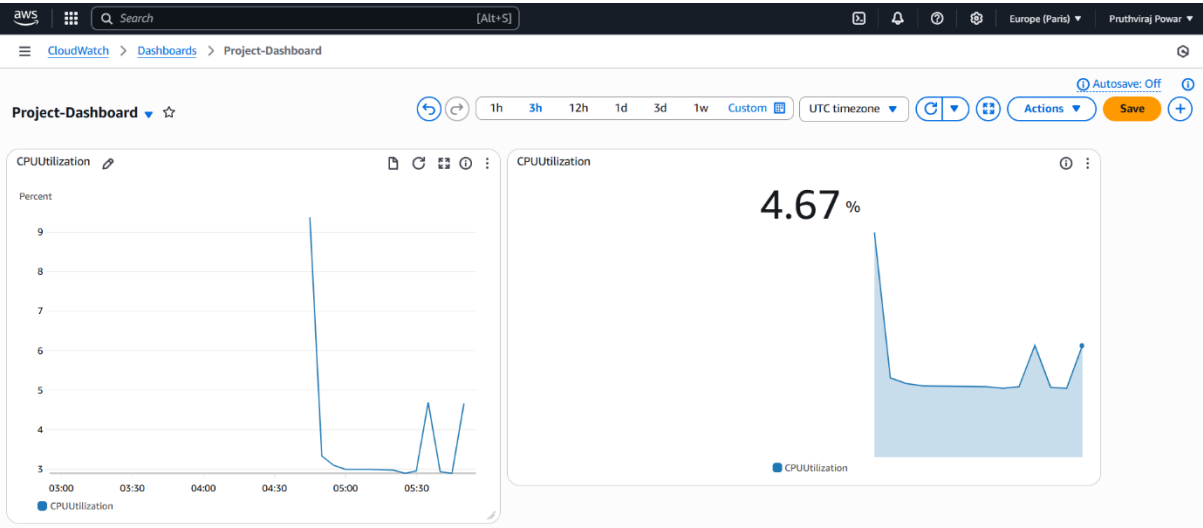 aws Search [Alt+S] Europe (Paris) Pruthviraj Powar
CloudWatch > Dashboards > Project-Dashboard
Autosave: Off
Project-Dashboard 1h 3h 12h 1d 3d 1w Custom UTC timezone Actions Save
CPUUtilization
Percent
9
8
7
6
5
4
3
03:00 03:30 04:00 04:30 05:00 05:30
CPUUtilization
CPUUtilization
4.67 %
CPUUtilization